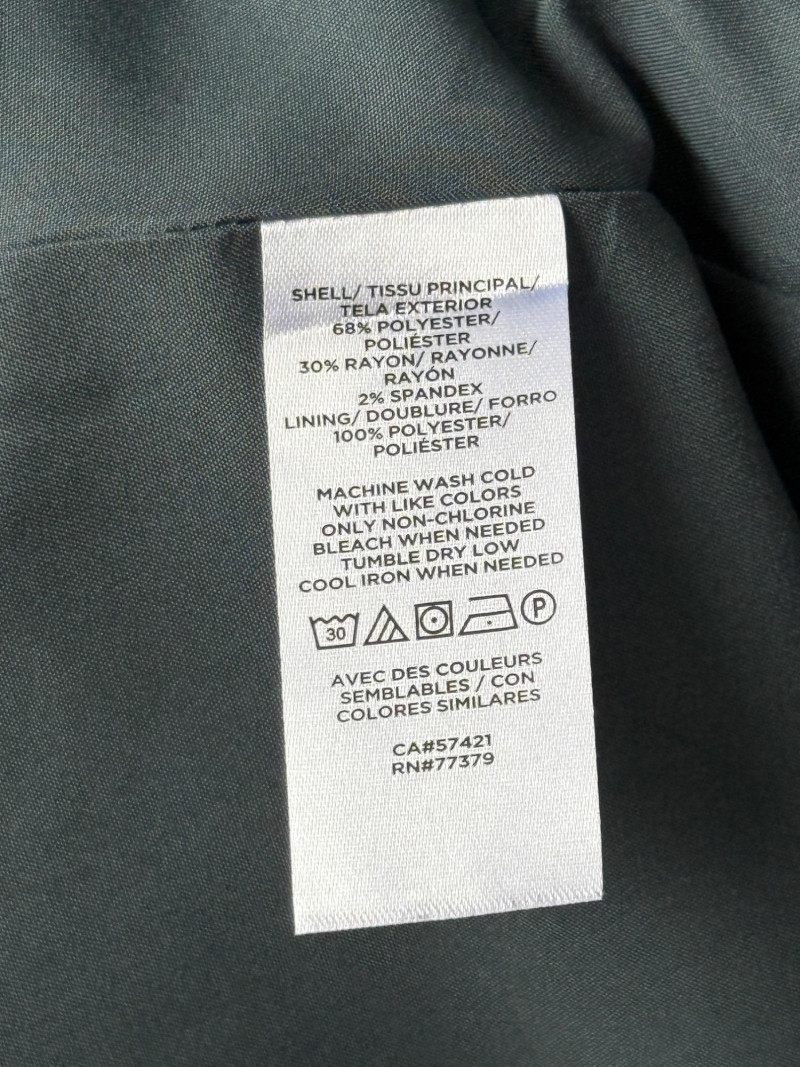 SHELL/ TISSU PRINCIPAL/
TELA EXTERIOR
68% POLYESTER/
POLIÉSTER
30% RAYON/ RAYONNE/
RAYÓN
2% SPANDEX
LINING/ DOUBLURE/ FORRO
100% POLYESTER/
POLIÉSTER
MACHINE WASH COLD
WITH LIKE COLORS
ONLY NON-CHLORINE
BLEACH WHEN NEEDED
TUMBLE DRY LOW
COOL IRON WHEN NEEDED
30 P
AVEC DES COULEURS
SEMBLABLES / CON
COLORES SIMILARES
CA#57421
RN#77379